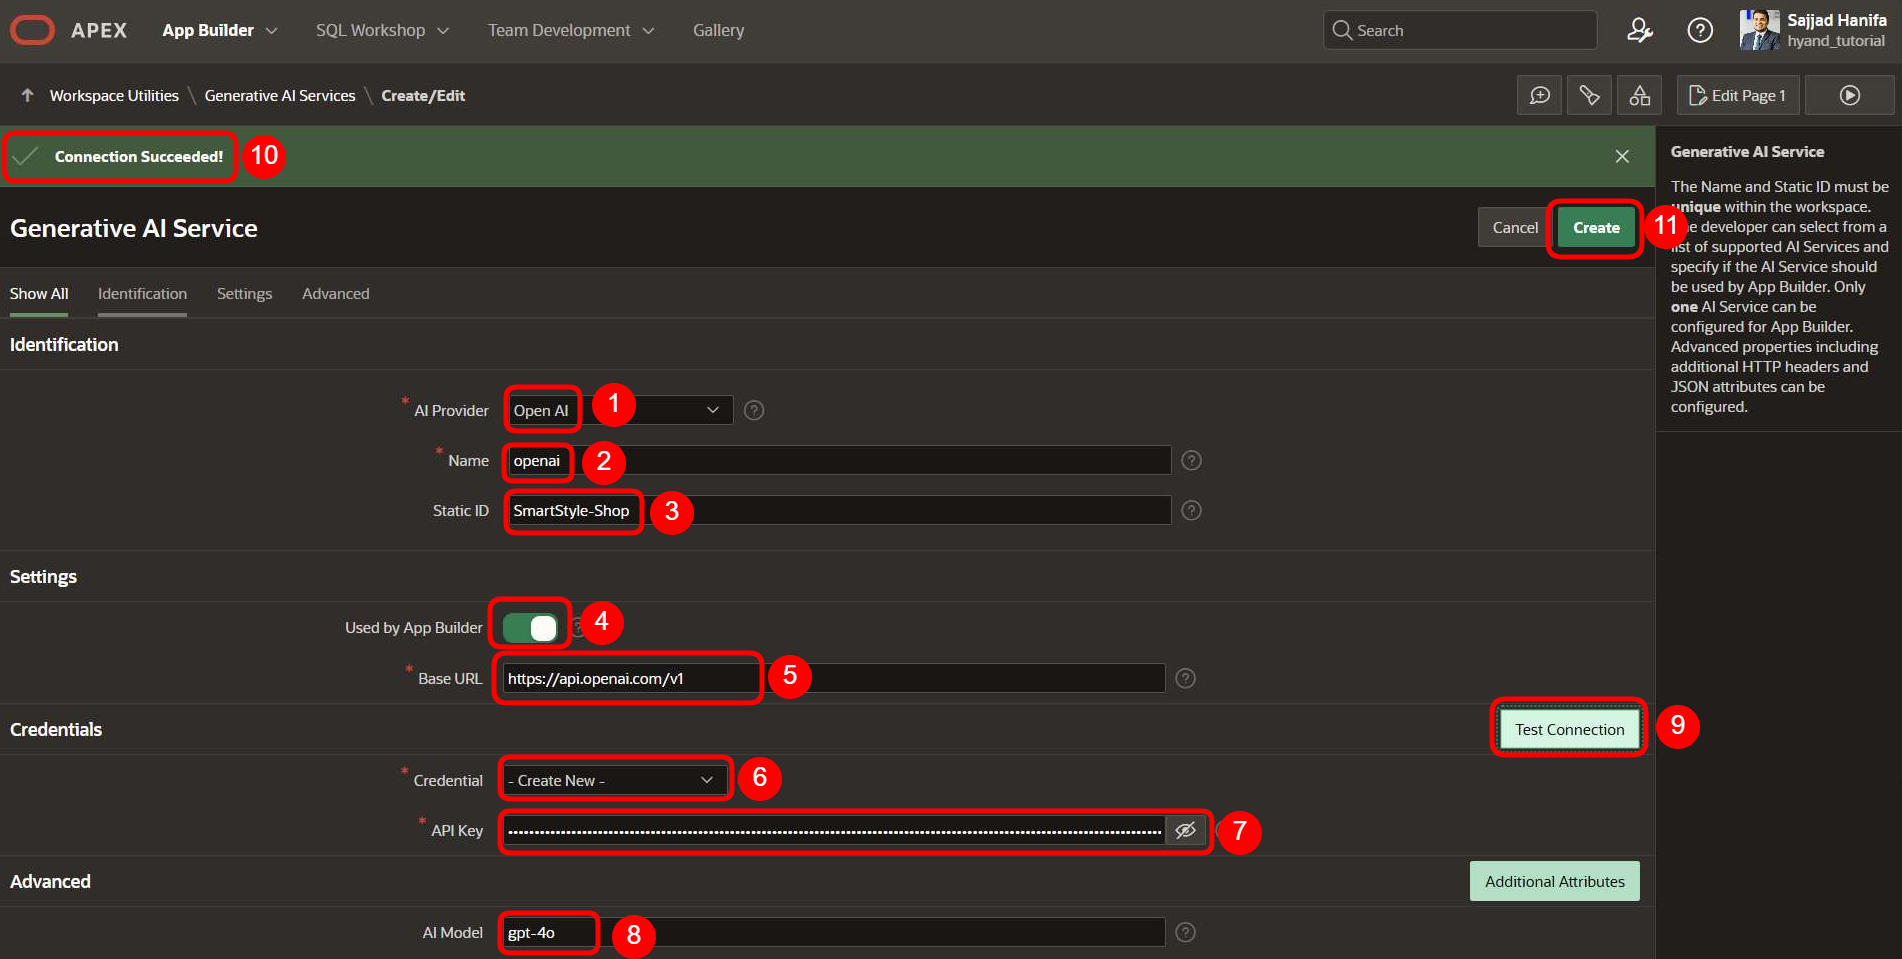 APEX App Builder SQL Workshop Team Development Gallery Search Sajjad Hanifa
hyand_tutorial
Workspace Utilities \ Generative AI Services \ Create/Edit Edit Page 1
Connection Succeeded! 10
Generative AI Service
Cancel Create 11
Show All Identification Settings Advanced
Identification
* AI Provider Open AI 1
* Name openai 2
Static ID SmartStyle-Shop 3
Settings
Used by App Builder 4
* Base URL https://api.openai.com/v1 5
Credentials Test Connection 9
* Credential - Create New - 6
* API Key 7
Advanced Additional Attributes
AI Model gpt-4o 8
Generative AI Service
The Name and Static ID must be
unique within the workspace.
developer can select from a
list of supported AI Services and
specify if the AI Service should
be used by App Builder. Only
one AI Service can be
configured for App Builder.
Advanced properties including
additional HTTP headers and
JSON attributes can be
configured.